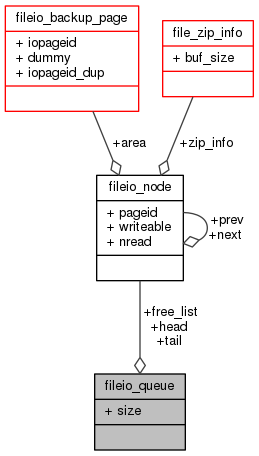 fileio_backup_page
+ iopageid
+ dummy
+ iopageid_dup
file_zip_info
+ buf_size
+area
+zip_info
fileio_node
+ pageid
+ writeable
+ nread
+prev
+next
+free_list
+head
+tail
fileio_queue
+ size